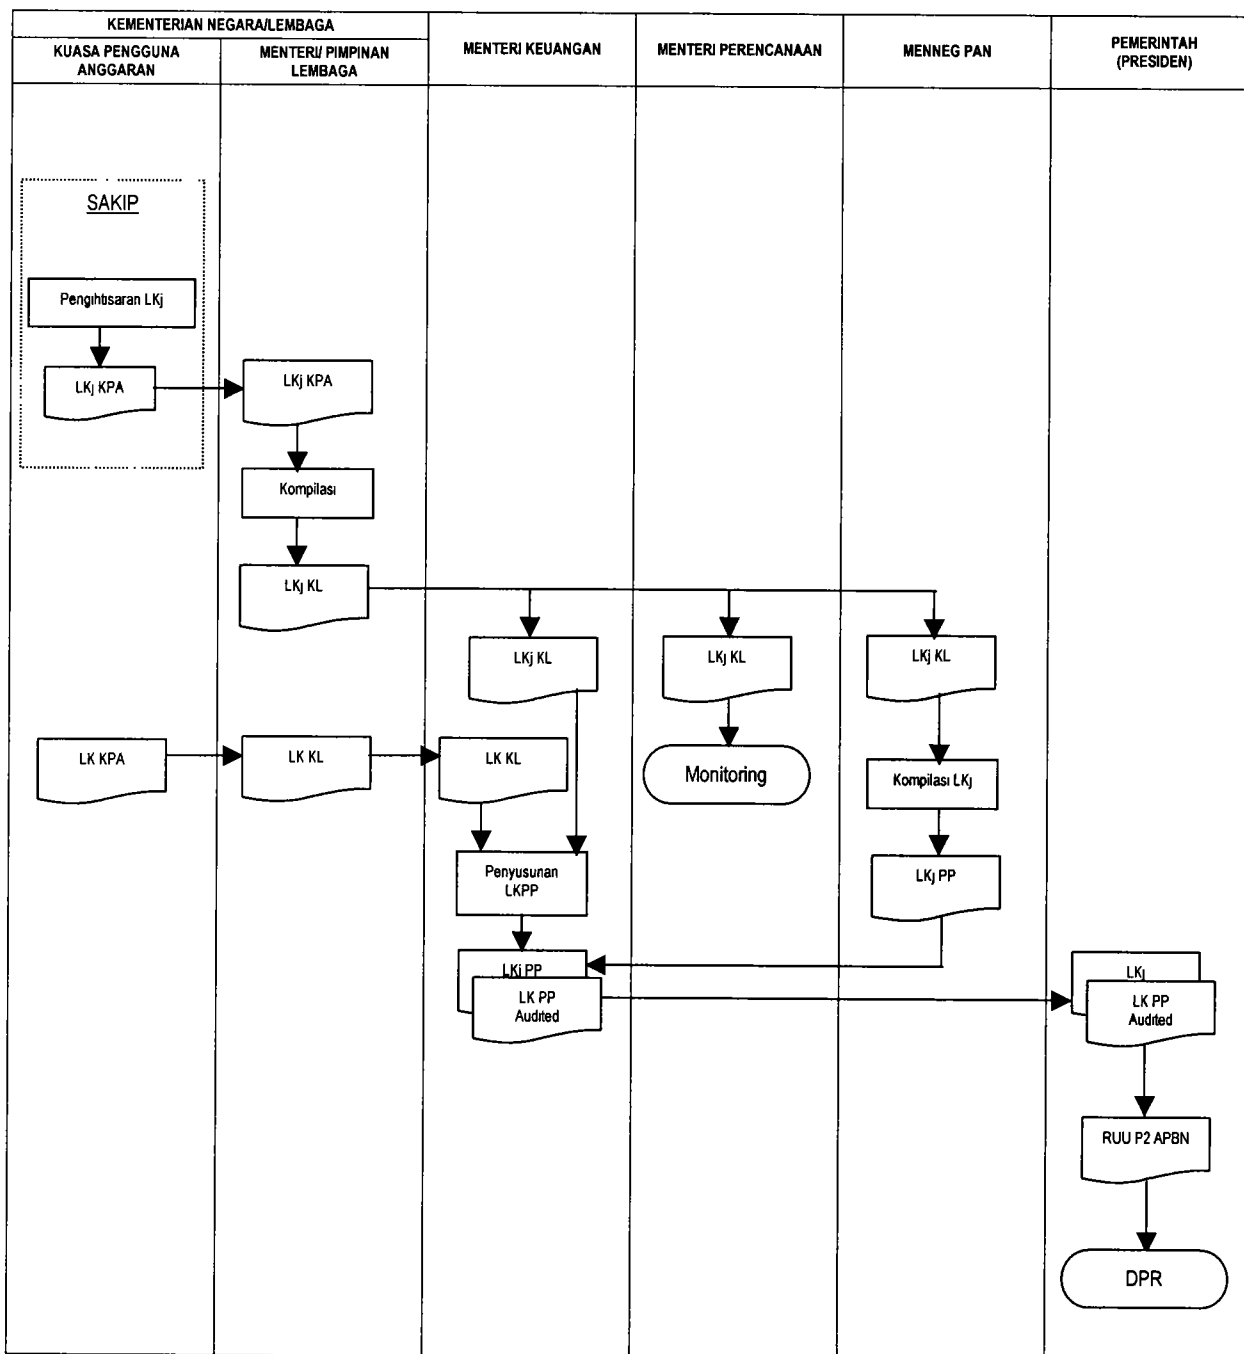 KEMENTERIAN NEGARA/LEMBAGA
KUASA PENGGUNA
ANGGARAN
MENTERI/ PIMPINAN
LEMBAGA
MENTERI KEUANGAN
MENTERI PERENCANAAN
MENNEG PAN
PEMERINTAH
(PRESIDEN)
SAKIP
Pengihtisaran LKj
LKj KPA
LKj KPA
Kompilasi
LKj KL
LKj KL
LKj KL
LKj KL
LK KPA
LK KL
LK KL
Monitoring
Kompilasi LKj
Penyusunan
LKPP
LKj PP
LKj PP
LK PP
Audited
LKj
LK PP
Audited
RUU P2 APBN
DPR